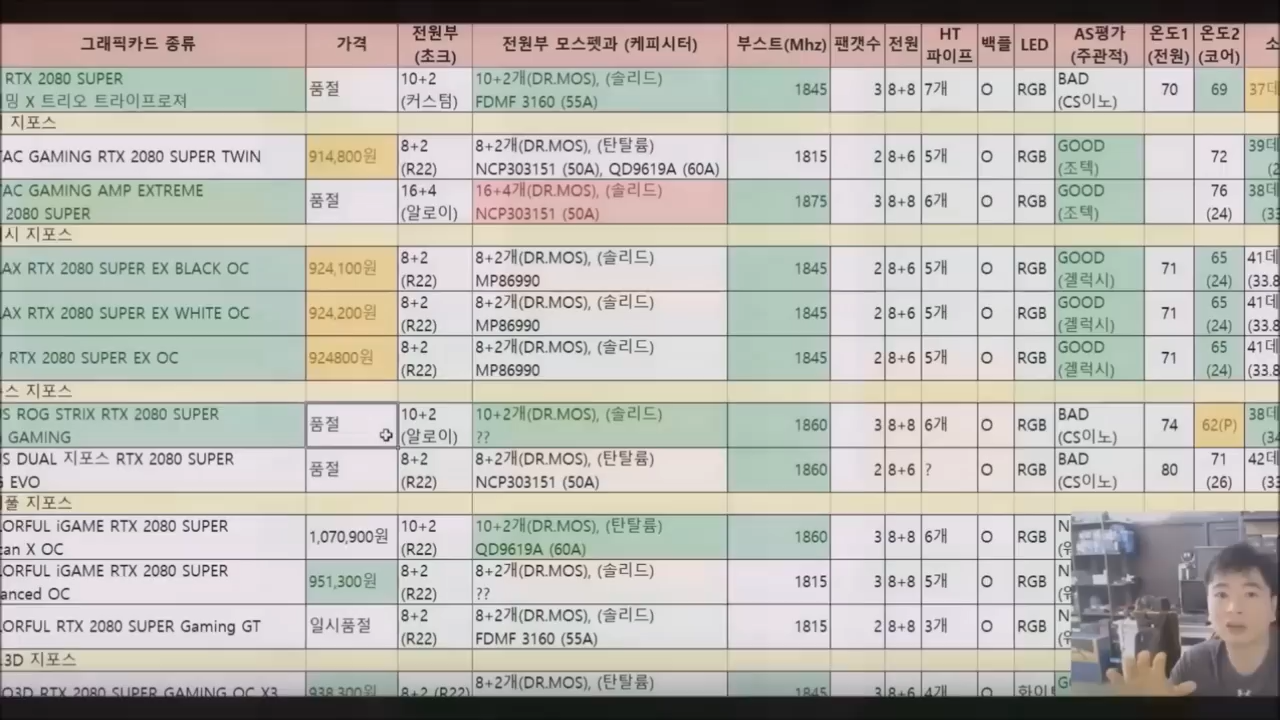 그래픽카드 종류 가격 전원부 (초크) 전원부 모스펫과 (케피시터) 부스트(Mhz) 팬갯수 전원 HT 파이프 백플 LED AS평가 (주관적) 온도1 (전원) 온도2 (코어) 소
RTX 2080 SUPER 품절 10+2 10+2개(DR.MOS), (솔리드) 1845 3 8+8 7개 O RGB BAD 70 69 37데
밍 X 트리오 트라이프로져 (커스텀) FDMF 3160 (55A) (CS이노)
지포스
TAC GAMING RTX 2080 SUPER TWIN 914,800원 8+2 8+2개(DR.MOS), (탄탈륨) 1815 2 8+6 5개 O RGB GOOD 72 39데
(R22) NCP303151 (50A), QD9619A (60A) (조텍)
TAC GAMING AMP EXTREME 품절 16+4 16+4개(DR.MOS), (솔리드) 1875 3 8+8 6개 O RGB GOOD 76 38데
2080 SUPER (알로이) NCP303151 (50A) (조텍) (24) (33
시 지포스
AX RTX 2080 SUPER EX BLACK OC 924,100원 8+2 8+2개(DR.MOS), (솔리드) 1845 2 8+6 5개 O RGB GOOD 71 65 41데
(R22) MP86990 (겔럭시) (24) (33.8
AX RTX 2080 SUPER EX WHITE OC 924,200원 8+2 8+2개(DR.MOS), (솔리드) 1845 2 8+6 5개 O RGB GOOD 71 65 41데
(R22) MP86990 (겔럭시) (24) (33.8
RTX 2080 SUPER EX OC 924800원 8+2 8+2개(DR.MOS), (솔리드) 1845 2 8+6 5개 O RGB GOOD 71 65 41데
(R22) MP86990 (겔럭시) (24) (33.8
스 지포스
S ROG STRIX RTX 2080 SUPER 품절 10+2 10+2개(DR.MOS), (솔리드) 1860 3 8+8 6개 O RGB BAD 74 62(P) 38데
GAMING (알로이) ?? (CS이노) (34
S DUAL 지포스 RTX 2080 SUPER 품절 8+2 8+2개(DR.MOS), (탄탈륨) 1860 2 8+6 ? O RGB BAD 80 71 42데
EVO (R22) NCP303151 (50A) (CS이노) (26) (33
풀 지포스
ORFUL iGAME RTX 2080 SUPER 1,070,900원 10+2 10+2개(DR.MOS), (탄탈륨) 1860 3 8+8 6개 O RGB N
can X OC (R22) QD9619A (60A)
ORFUL iGAME RTX 2080 SUPER 951,300원 8+2 8+2개(DR.MOS), (솔리드) 1815 3 8+8 5개 O RGB N
anced OC (R22) ??
ORFUL RTX 2080 SUPER Gaming GT 일시품절 8+2 8+2개(DR.MOS), (솔리드) 1815 2 8+8 3개 O RGB N
(R22) FDMF 3160 (55A)
3D 지포스
O3D RTX 2080 SUPER GAMING OC X3 938,300원 8+2 (R22) 8+2개(DR.MOS), (탄탈륨) 1845 3 8+6 4개 O 화이트